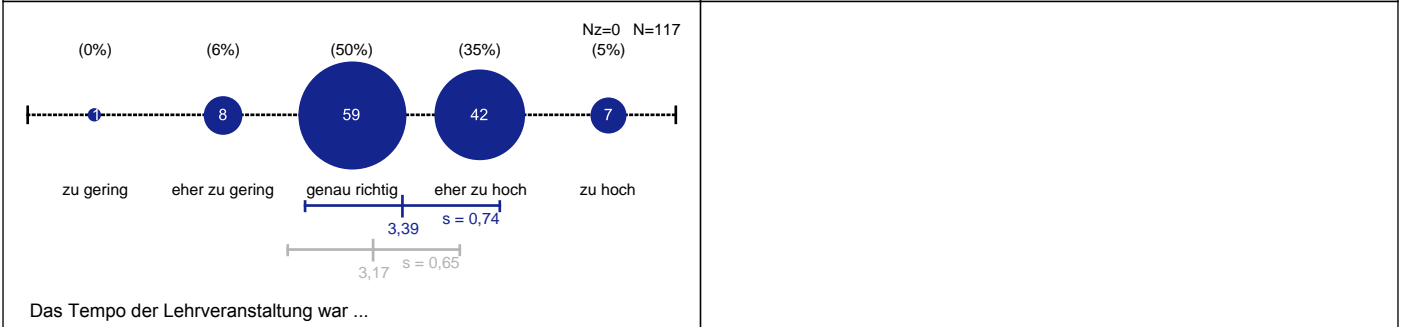 Nz=0 N=117
(0%) (6%) (50%) (35%) (5%)
1 8 59 42 7
zu gering eher zu gering genau richtig eher zu hoch zu hoch
s = 0,74
3,39
s = 0,65
3,17
Das Tempo der Lehrveranstaltung war ...